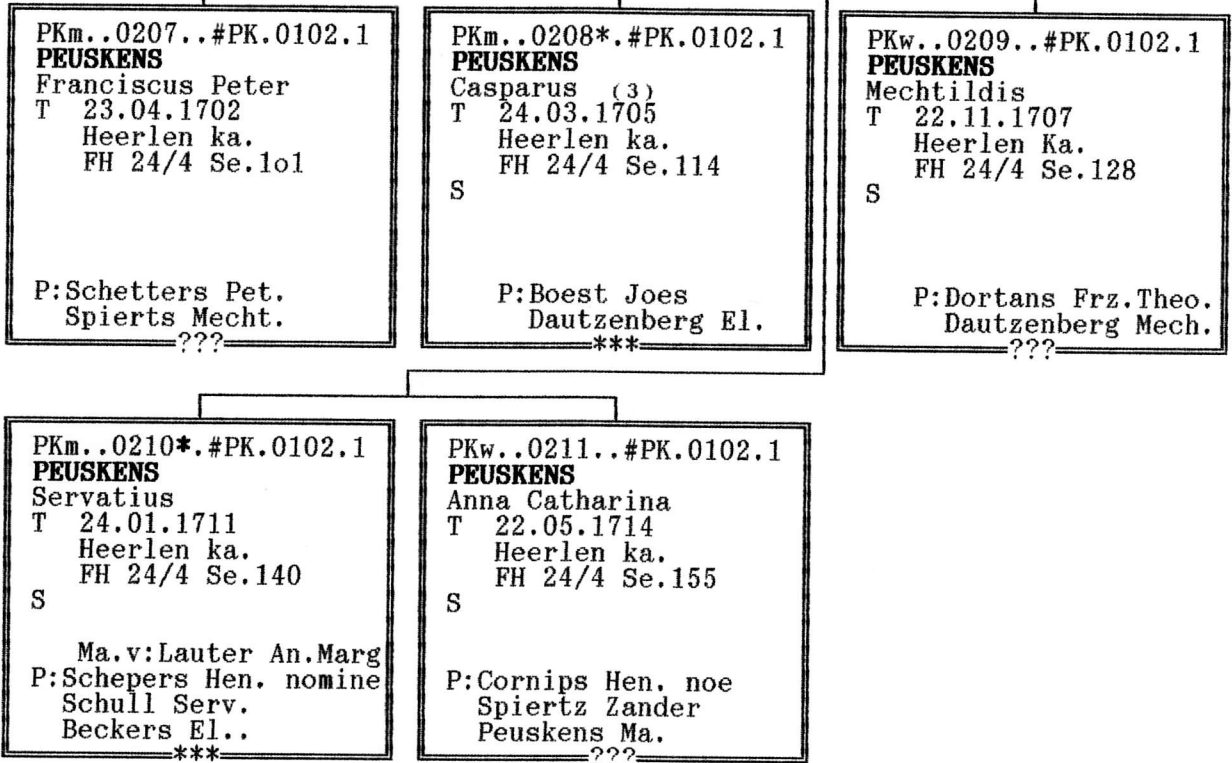 PKm..0207..#PK.0102.1
PEUSKENS
Franciscus Peter
T 23.04.1702
Heerlen ka.
FH 24/4 Se.1o1
P:Schetters Pet.
Spierts Mecht.
???
PKm..0208*.#PK.0102.1
PEUSKENS
Casparus (3)
T 24.03.1705
Heerlen ka.
FH 24/4 Se.114
S
P:Boest Joes
Dautzenberg El.
***
PKw..0209..#PK.0102.1
PEUSKENS
Mechtildis
T 22.11.1707
Heerlen Ka.
FH 24/4 Se.128
S
P:Dortans Frz.Theo.
Dautzenberg Mech.
???
PKm..0210*.#PK.0102.1
PEUSKENS
Servatius
T 24.01.1711
Heerlen ka.
FH 24/4 Se.140
S
Ma.v:Lauter An.Marg
P:Schepers Hen. nomine
Schull Serv.
Beckers El..
***
PKw..0211..#PK.0102.1
PEUSKENS
Anna Catharina
T 22.05.1714
Heerlen ka.
FH 24/4 Se.155
S
P:Cornips Hen. noe
Spiertz Zander
Peuskens Ma.
???